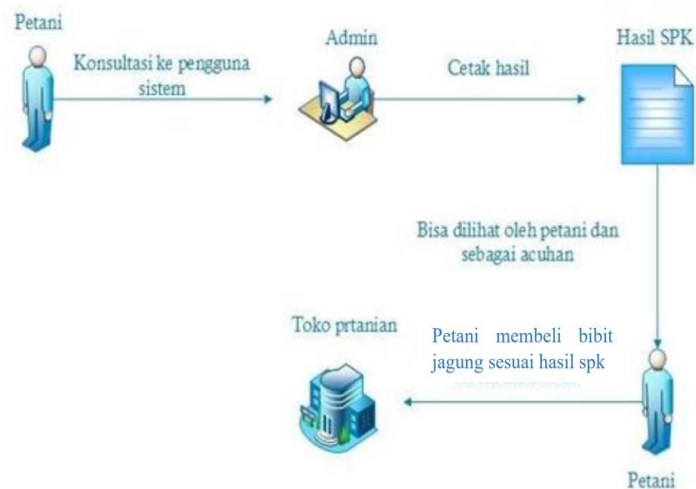 Petani
Konsultasi ke pengguna
sistem
Admin
Cetak hasil
Hasil SPK
Bisa dilihat oleh petani dan
sebagai acuhan
Toko prtanian
Petani membeli bibit
jagung sesuai hasil spk
Petani